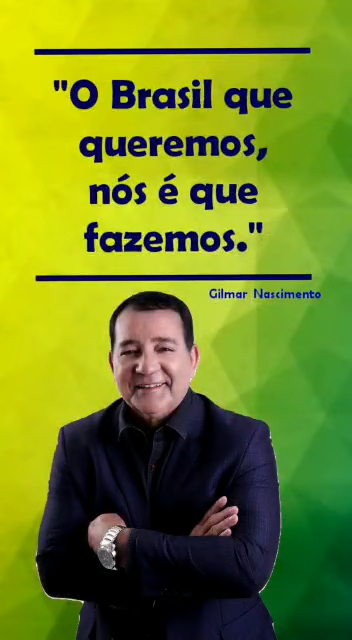 "O Brasil que
queremos,
nós é que
fazemos."
Gilmar Nascimento